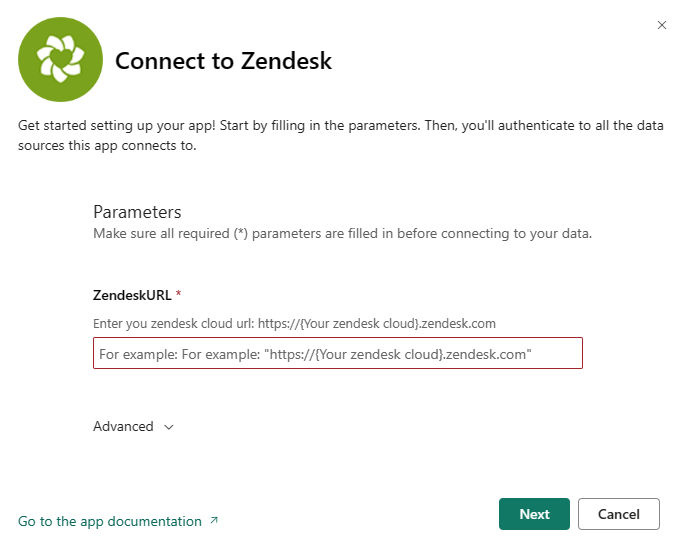 Connect to Zendesk
Get started setting up your app! Start by filling in the parameters. Then, you'll authenticate to all the data
sources this app connects to.
Parameters
Make sure all required (*) parameters are filled in before connecting to your data.
ZendeskURL *
Enter you zendesk cloud url: https://{Your zendesk cloud}.zendesk.com
For example: For example: "https://{Your zendesk cloud}.zendesk.com"
Advanced
Go to the app documentation
Next
Cancel